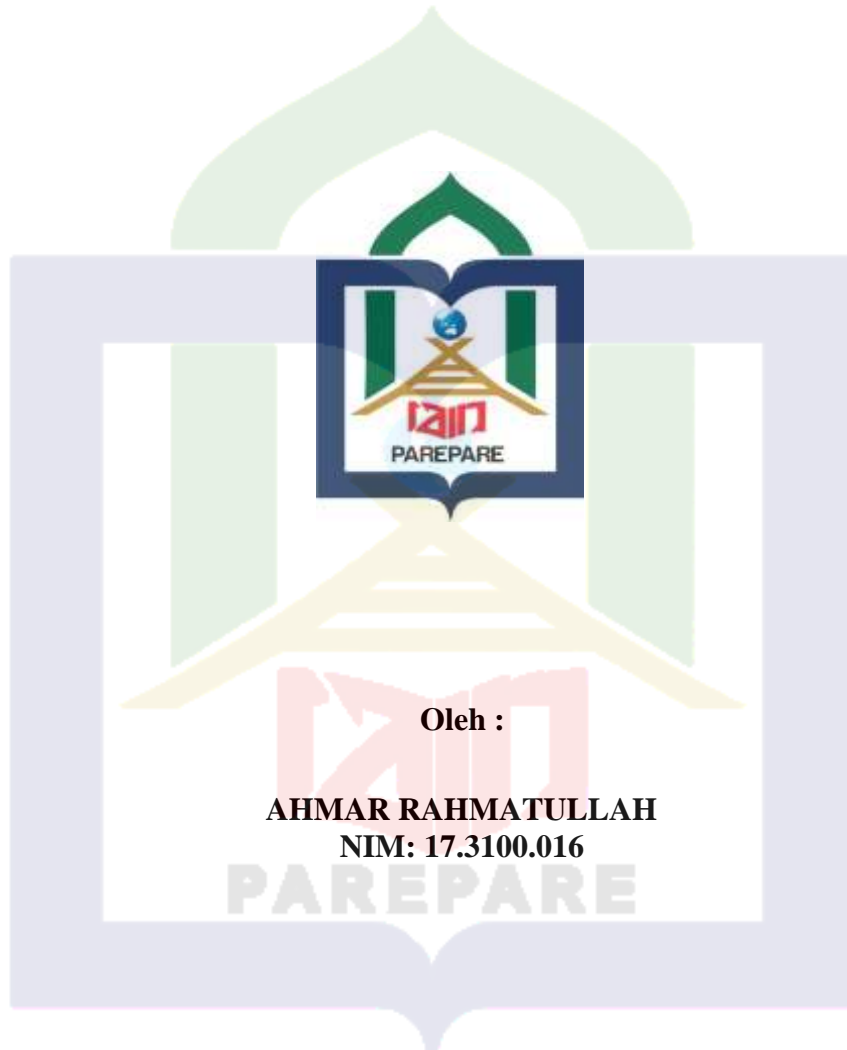 iain
PAREPARE
Oleh :
AHMAR RAHMATULLAH
NIM: 17.3100.016
PAREPARE